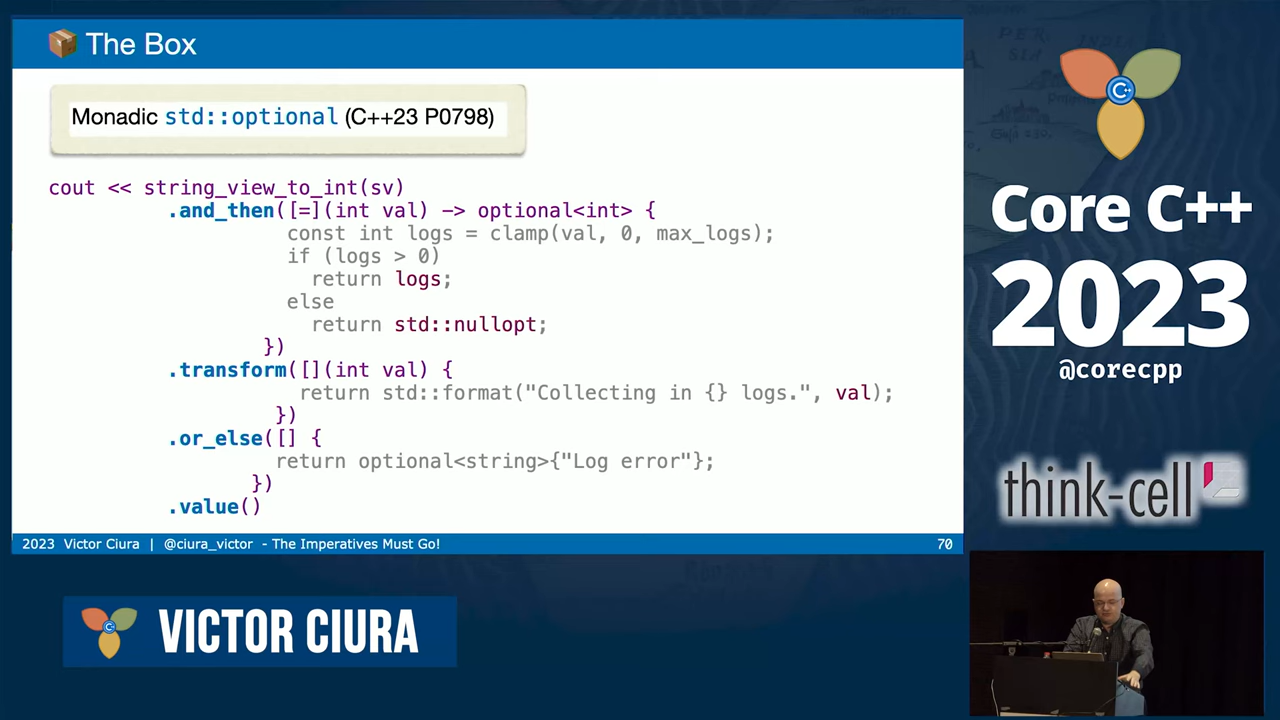 The Box
Monadic std::optional (C++23 P0798)
cout << string_view_to_int(sv)
.and_then([=](int val) -> optional<int> {
const int logs = clamp(val, 0, max_logs);
if (logs > 0)
return logs;
else
return std::nullopt;
})
.transform([](int val) {
return std::format("Collecting in {} logs.", val);
})
.or_else([] {
return optional<string>{"Log error"};
})
.value()
2023 Victor Ciura | @ciura_victor - The Imperatives Must Go!
70
C++
Core C++
2023
@corecpp
think-cell
C++
VICTOR CIURA